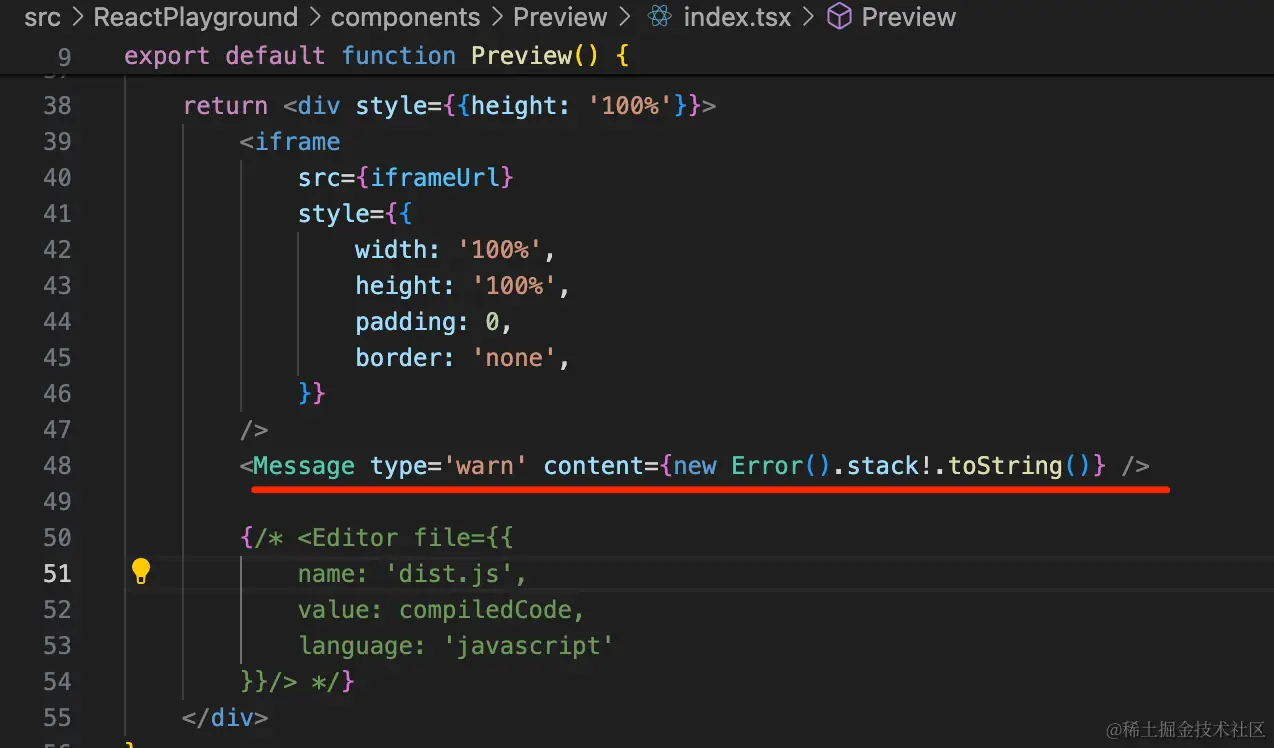 src > ReactPlayground > components > Preview > index.tsx > Preview
9 export default function Preview() {
38 return <div style={{height: '100%'}}>
39 <iframe
40 src={iframeUrl}
41 style={{
42 width: '100%',
43 height: '100%',
44 padding: 0,
45 border: 'none',
46 }}
47 />
48 <Message type='warn' content={new Error().stack!.toString()} />
49
50 {/* <Editor file={{
51 name: 'dist.js',
52 value: compiledCode,
53 language: 'javascript'
54 }}/> */}
55 </div>
@稀土掘金技术社区